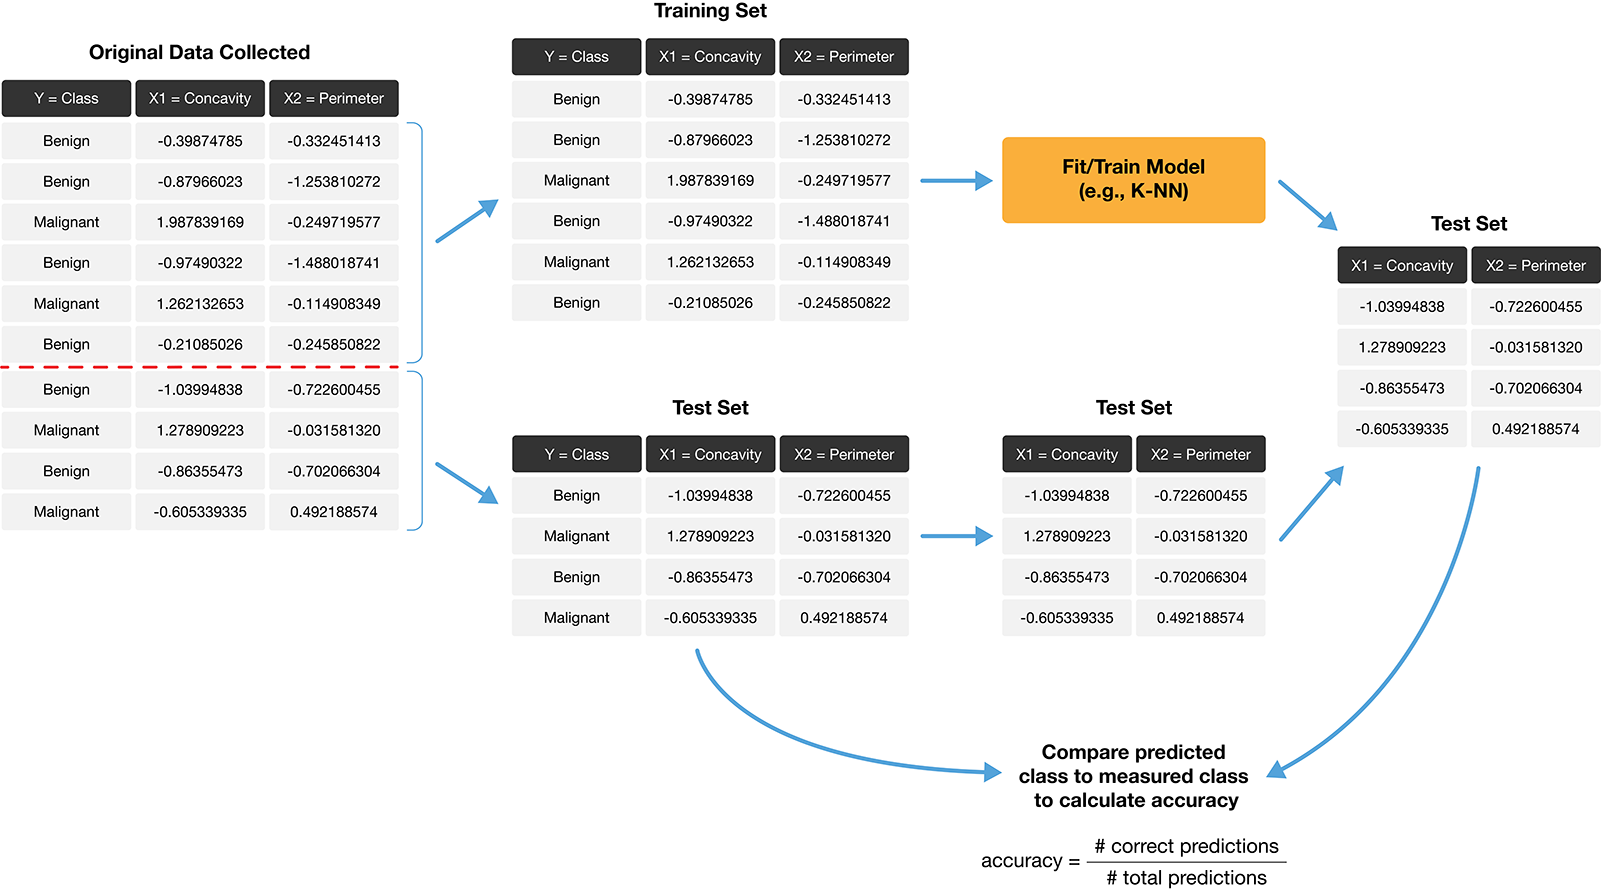 Original Data Collected
Y = Class X1 = Concavity X2 = Perimeter
Benign -0.39874785 -0.332451413
Benign -0.87966023 -1.253810272
Malignant 1.987839169 -0.249719577
Benign -0.97490322 -1.488018741
Malignant 1.262132653 -0.114908349
Benign -0.21085026 -0.245850822
Benign -1.03994838 -0.722600455
Malignant 1.278909223 -0.031581320
Benign -0.86355473 -0.702066304
Malignant -0.605339335 0.492188574
Training Set
Y = Class X1 = Concavity X2 = Perimeter
Benign -0.39874785 -0.332451413
Benign -0.87966023 -1.253810272
Malignant 1.987839169 -0.249719577
Benign -0.97490322 -1.488018741
Malignant 1.262132653 -0.114908349
Benign -0.21085026 -0.245850822
Fit/Train Model
(e.g., K-NN)
Test Set
Y = Class X1 = Concavity X2 = Perimeter
Benign -1.03994838 -0.722600455
Malignant 1.278909223 -0.031581320
Benign -0.86355473 -0.702066304
Malignant -0.605339335 0.492188574
Test Set
X1 = Concavity X2 = Perimeter
-1.03994838 -0.722600455
1.278909223 -0.031581320
-0.86355473 -0.702066304
-0.605339335 0.492188574
Test Set
X1 = Concavity X2 = Perimeter
-1.03994838 -0.722600455
1.278909223 -0.031581320
-0.86355473 -0.702066304
-0.605339335 0.492188574
Compare predicted
class to measured class
to calculate accuracy
# correct predictions
accuracy =
# total predictions